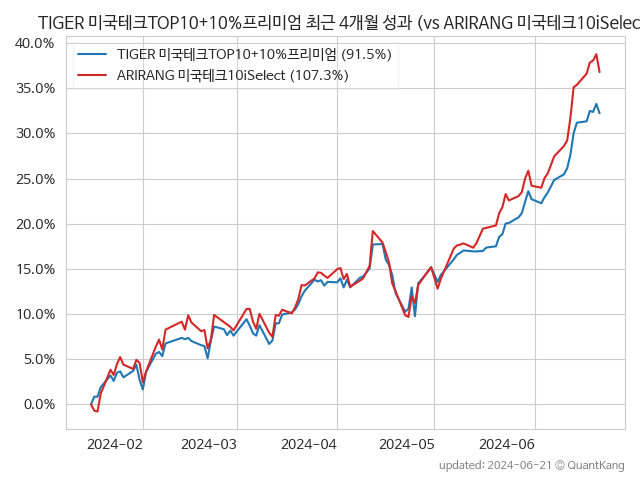 TIGER 미국테크TOP10+10%프리미엄 최근 4개월 성과 (vs ARIRANG 미국테크10iSelec
TIGER 미국테크TOP10+10%프리미엄 (91.5%)
ARIRANG 미국테크10iSelect (107.3%)
40.0%
35.0%
30.0%
25.0%
20.0%
15.0%
10.0%
5.0%
0.0%
2024-02 2024-03 2024-04 2024-05 2024-06
updated: 2024-06-21 © QuantKang